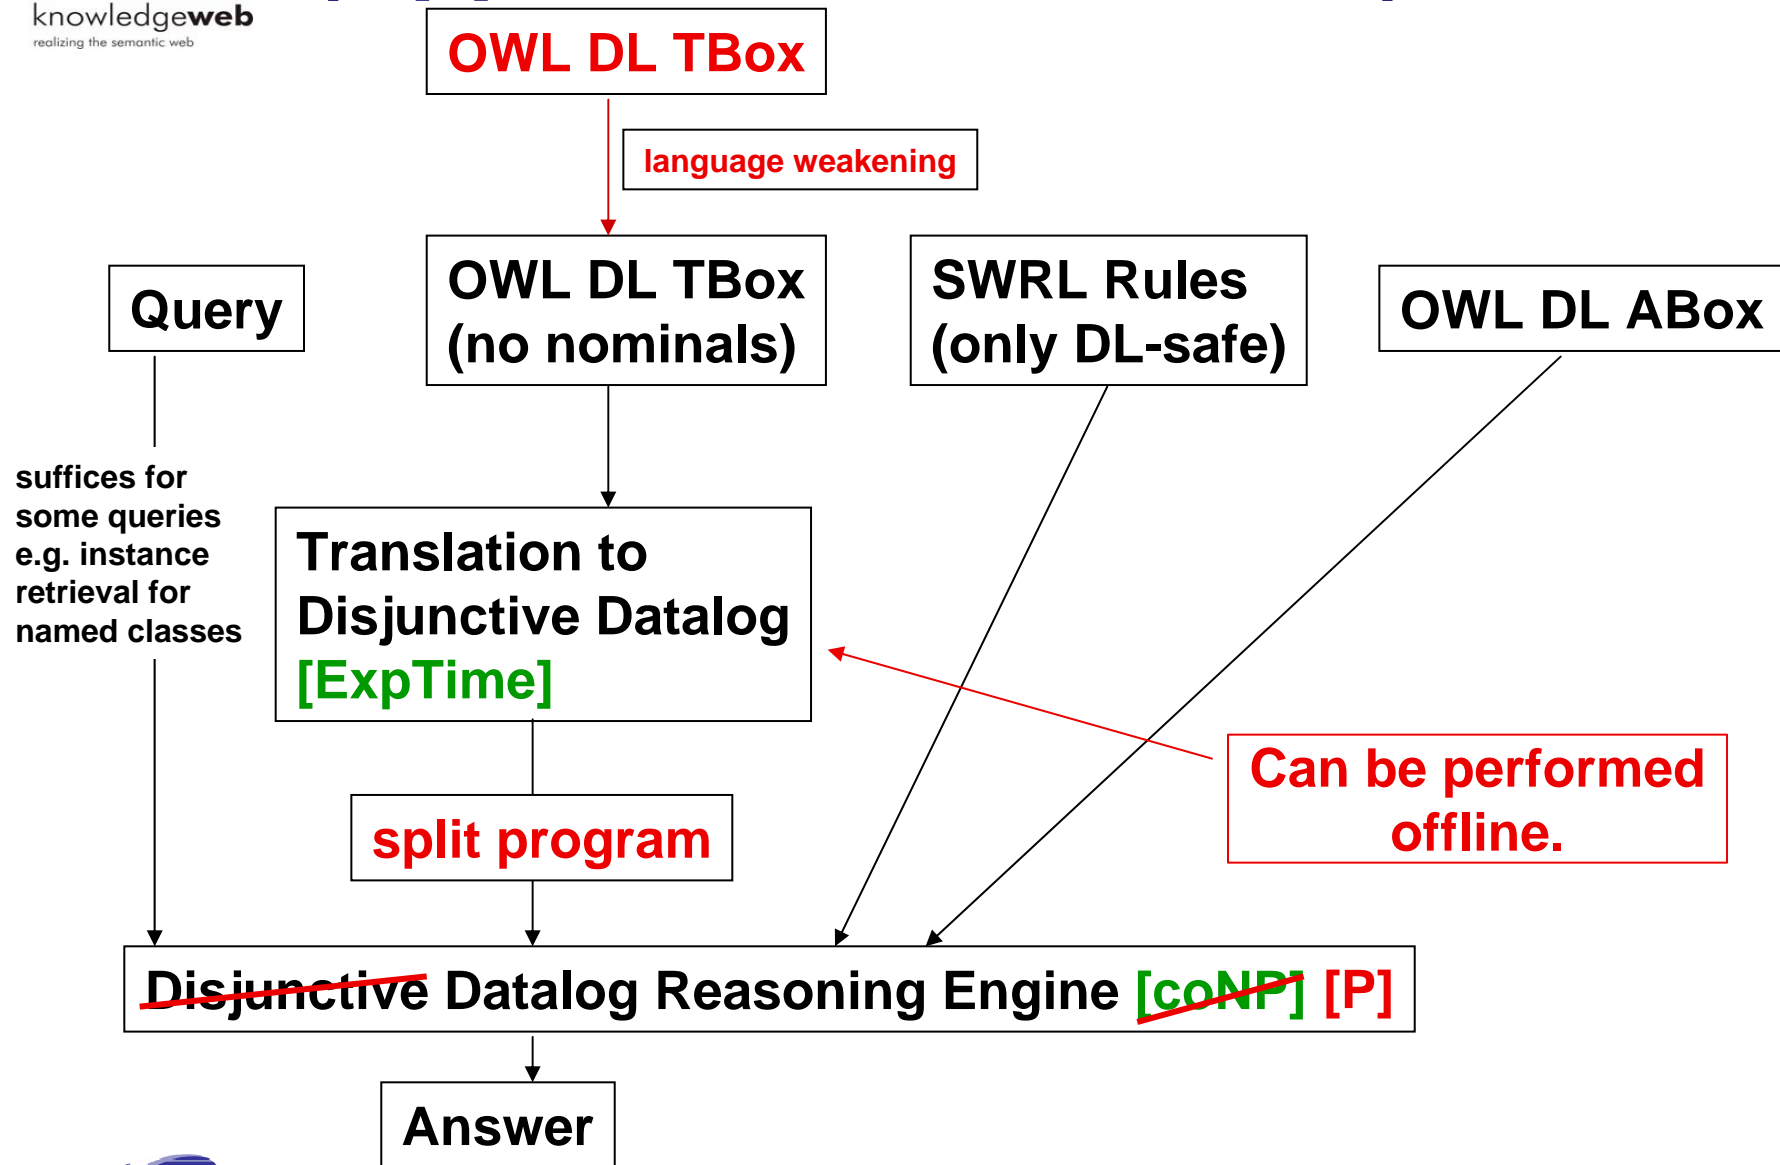 knowledgeweb
realizing the semantic web
OWL DL TBox
language weakening
Query
OWL DL TBox
(no nominals)
SWRL Rules
(only DL-safe)
OWL DL ABox
suffices for
some queries
e.g. instance
retrieval for
named classes
Translation to
Disjunctive Datalog
[ExpTime]
Can be performed
offline.
split program
Disjunctive Datalog Reasoning Engine [coNP] [P]
Answer